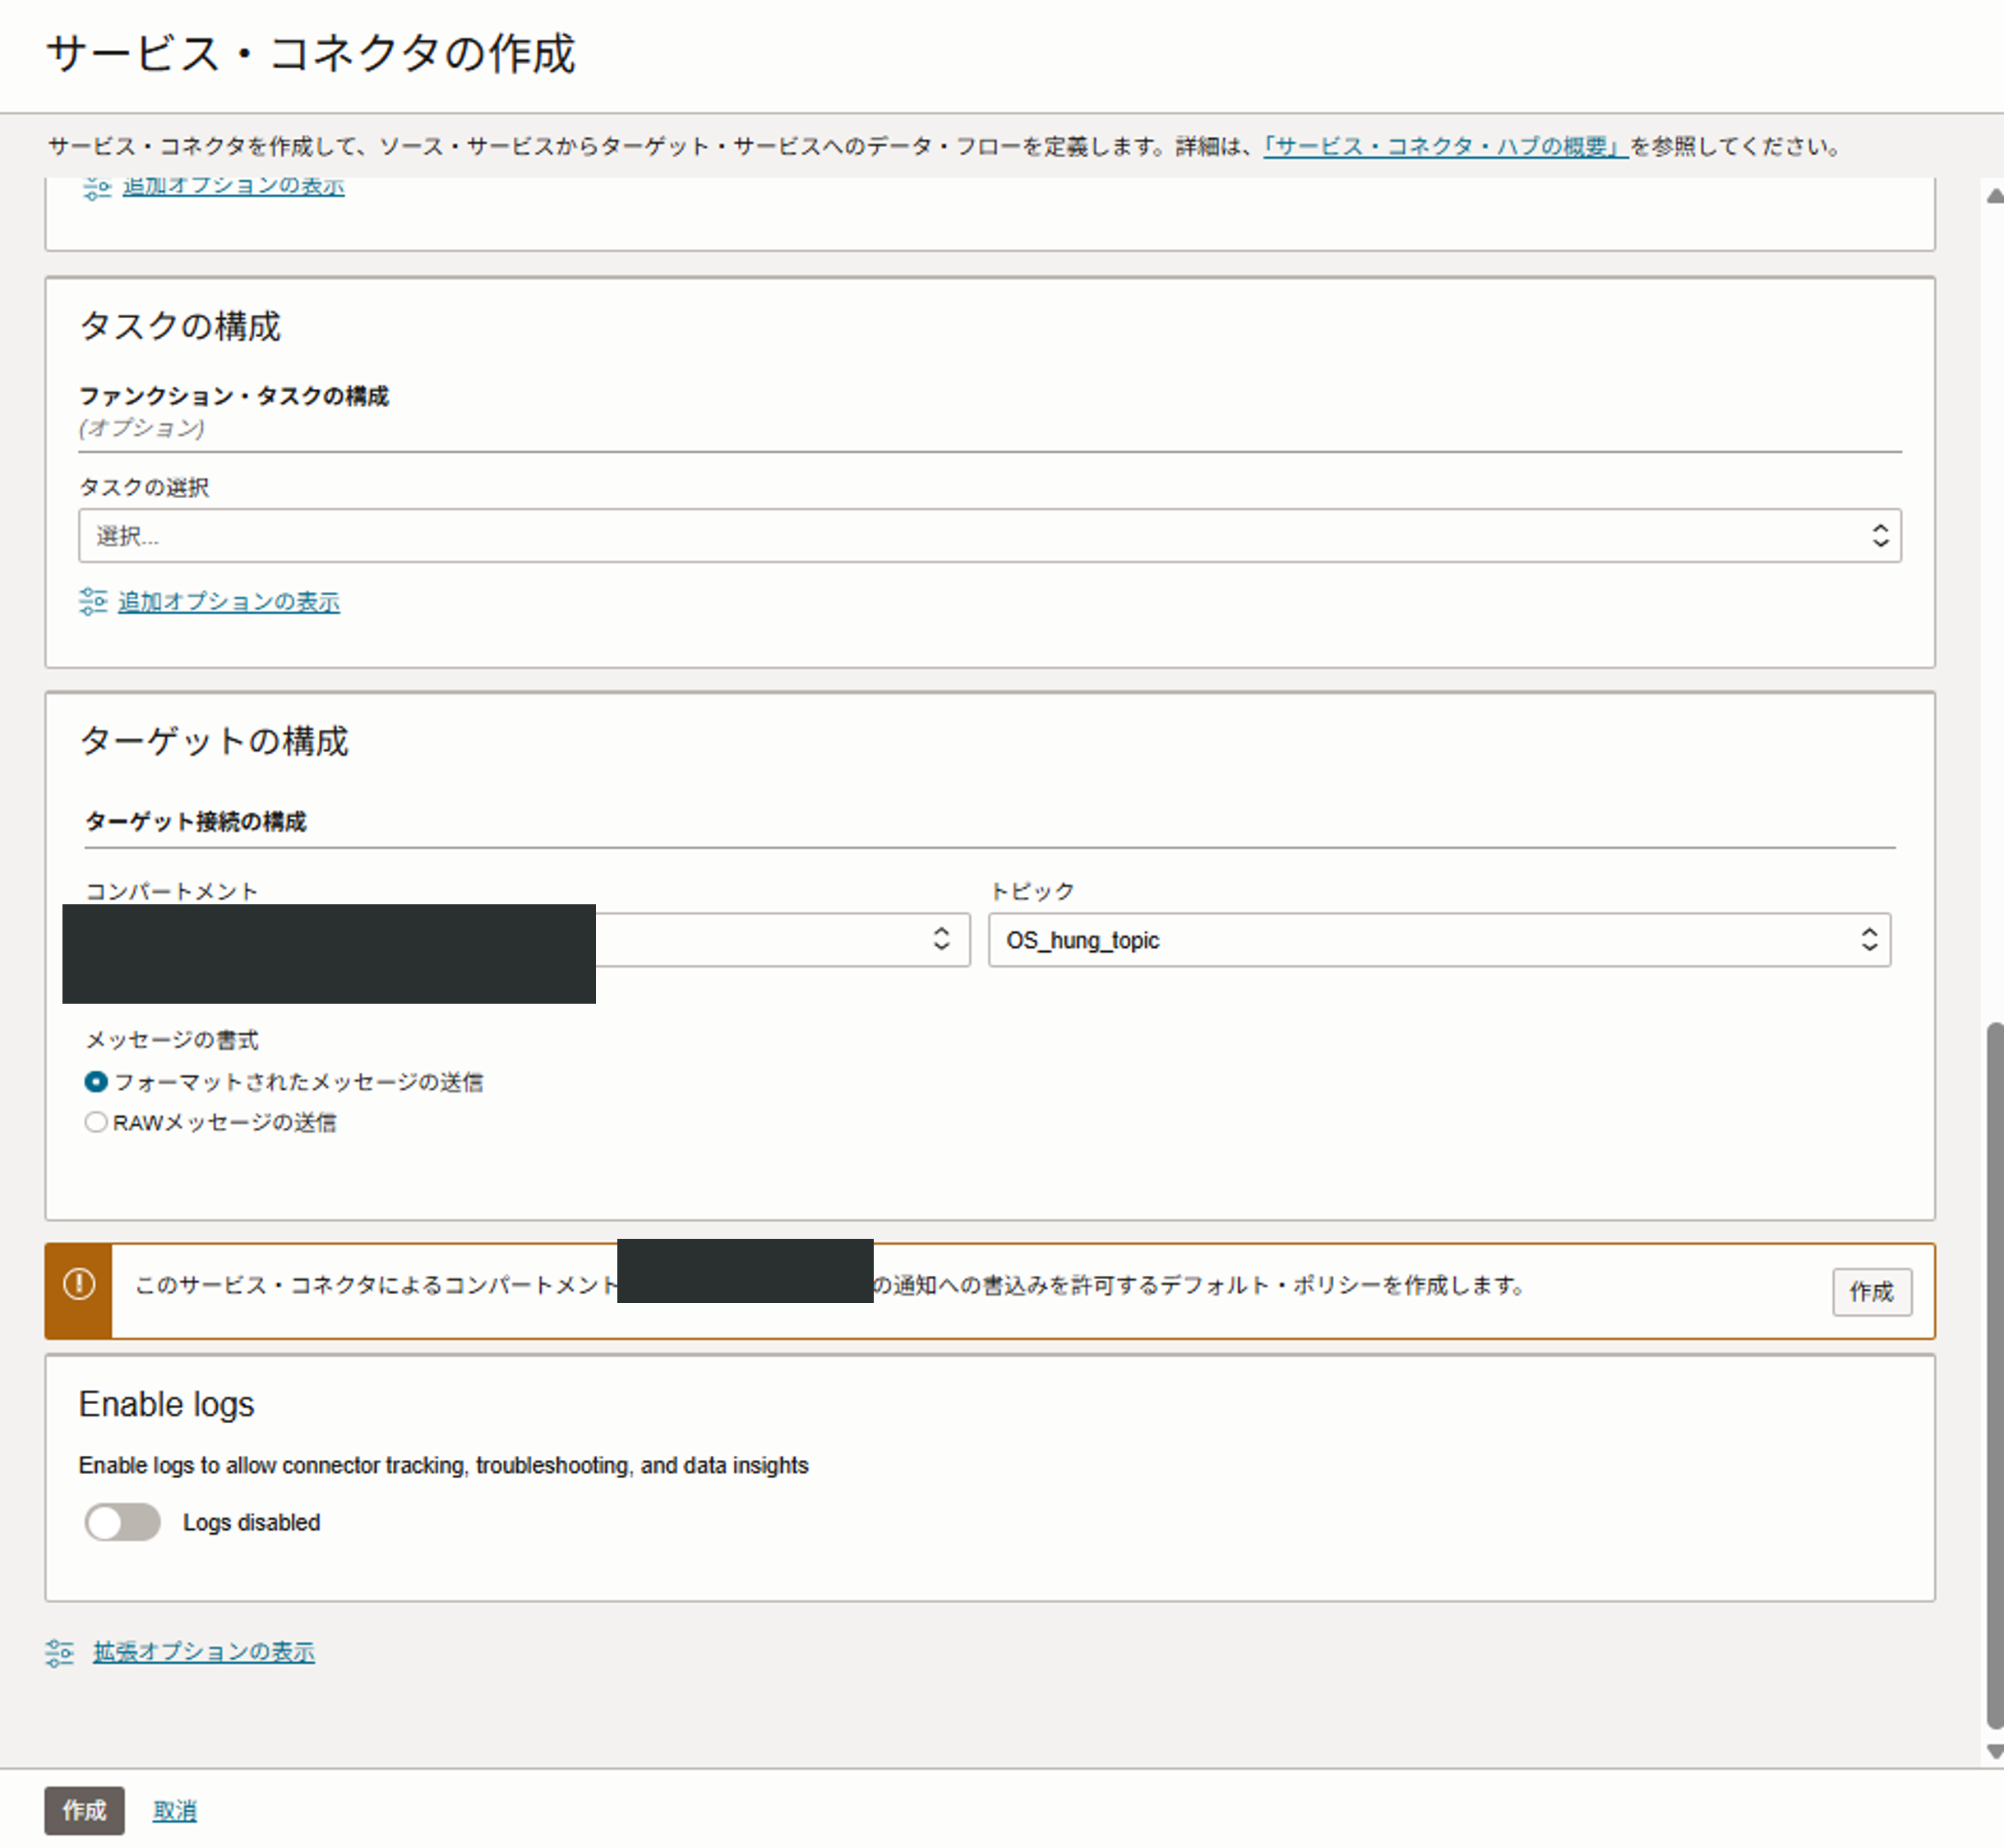 サービス・コネクタの作成
サービス・コネクタを作成して、ソース・サービスからターゲット・サービスへのデータ・フローを定義します。詳細は、「サービス・コネクタ・ハブの概要」を参照してください。
追加オプションの表示
タスクの構成
ファンクション・タスクの構成
(オプション)
タスクの選択
選択...
追加オプションの表示
ターゲットの構成
ターゲット接続の構成
コンパートメント
トピック
OS_hung_topic
メッセージの書式
フォーマットされたメッセージの送信
RAWメッセージの送信
このサービス・コネクタによるコンパートメント の通知への書込みを許可するデフォルト・ポリシーを作成します。
作成
Enable logs
Enable logs to allow connector tracking, troubleshooting, and data insights
Logs disabled
拡張オプションの表示
作成 取消